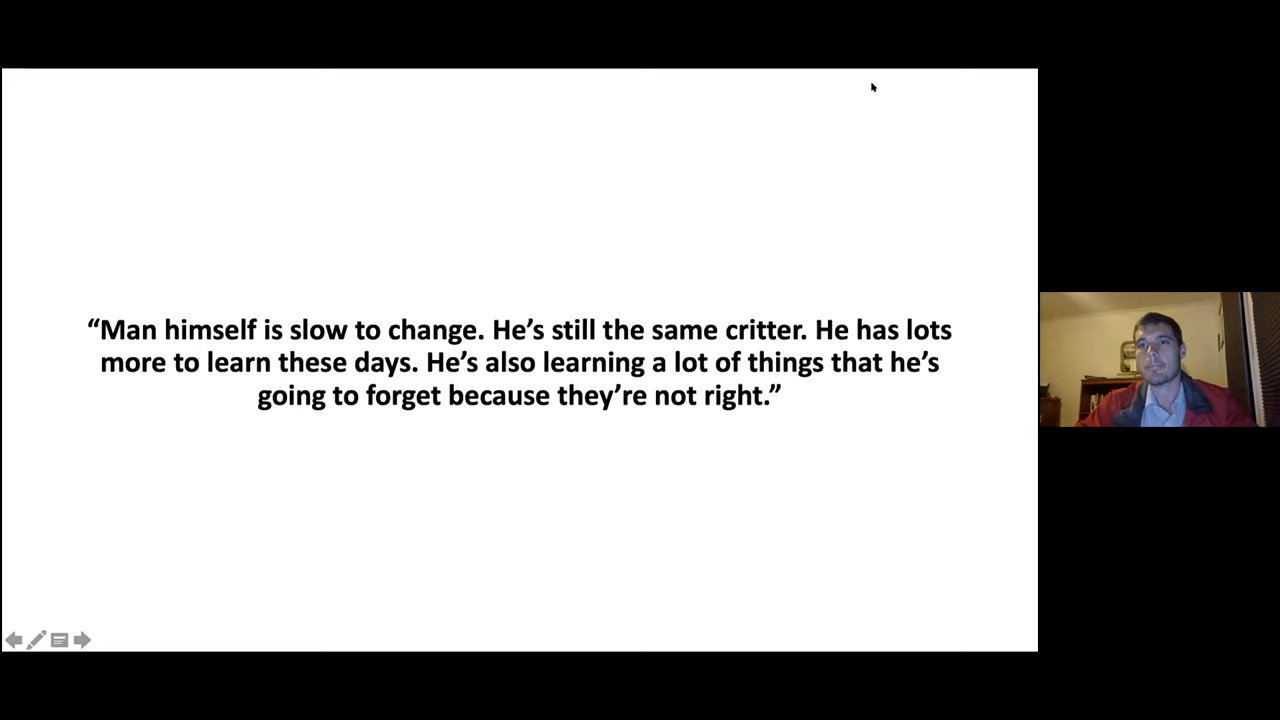 “Man himself is slow to change. He’s still the same critter. He has lots
more to learn these days. He’s also learning a lot of things that he’s
going to forget because they’re not right.”